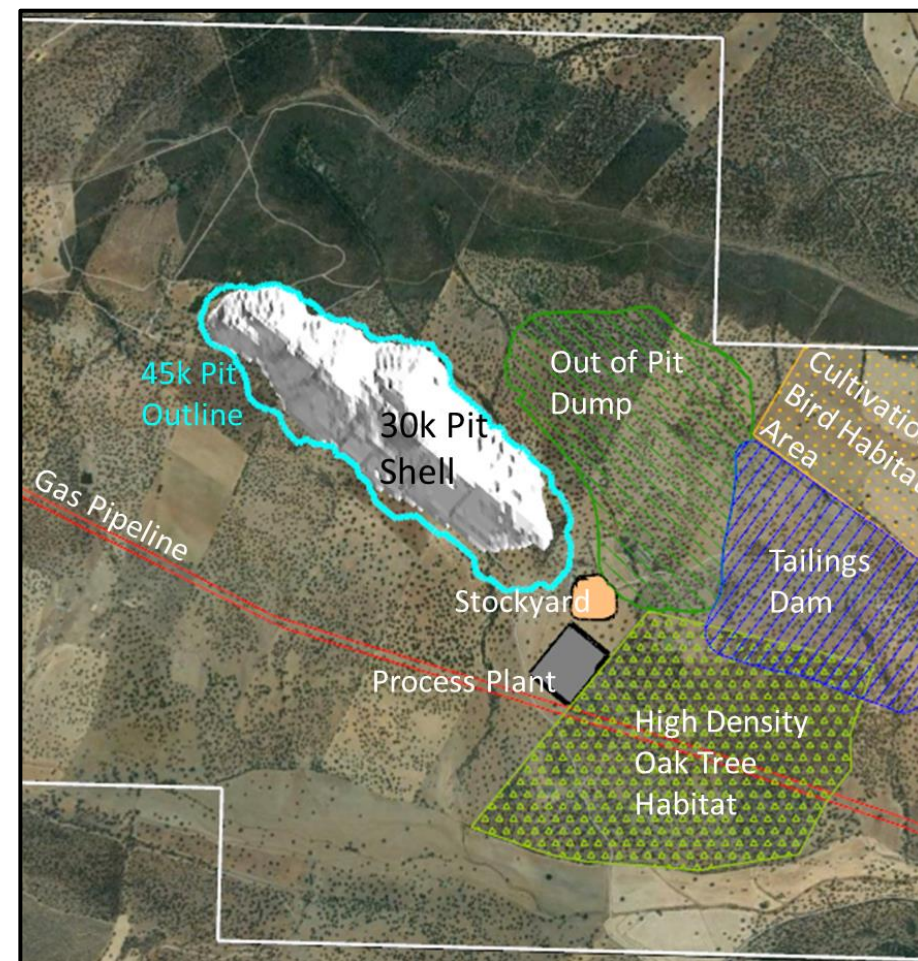 Out of Pit
Dump
Cultivatio
Bird Habitat
Area
45k Pit
Outline
30k Pit
Shell
Gas Pipeline
Tailings
Dam
Stockyard
Process Plant
High Density
Oak Tree
Habitat